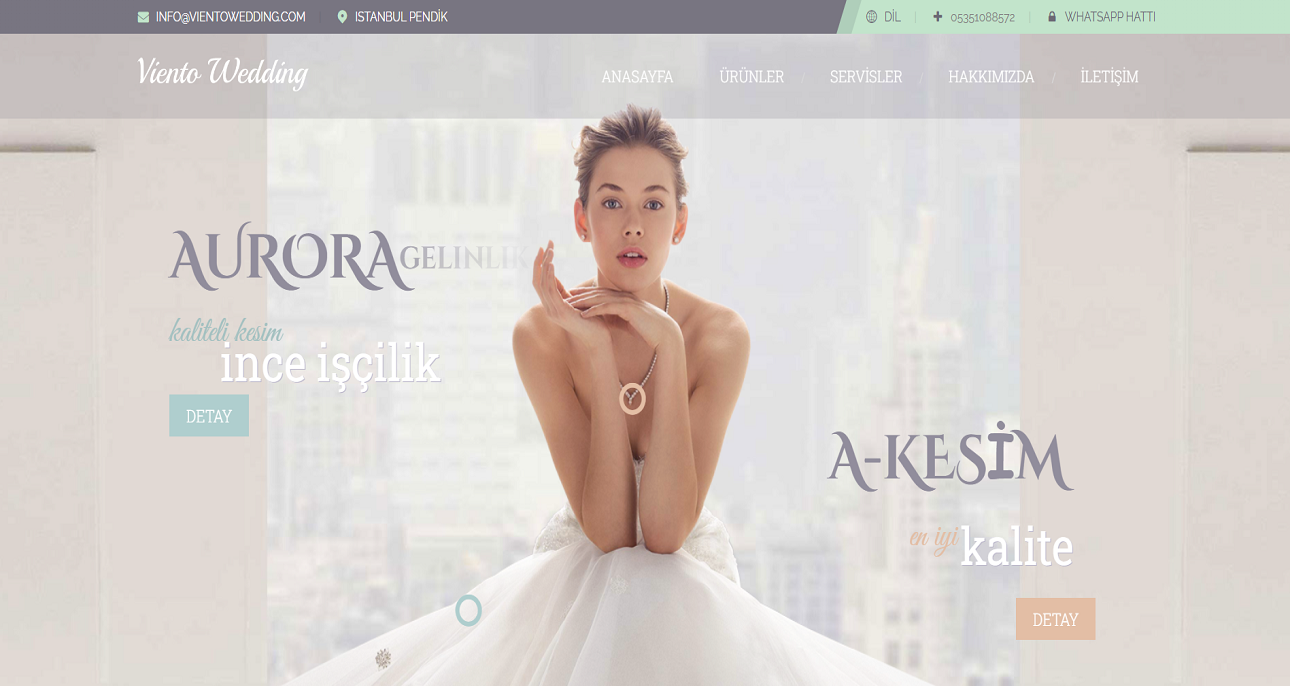 INFO@VIENTOWEDDING.COM
ISTANBUL PENDİK
DİL
05351088572
WHATSAPP HATTI
Viento Wedding
ANASAYFA
ÜRÜNLER
SERVİSLER
HAKKIMIZDA
İLETİŞİM
AURORA GELINLIK
kaliteli kesim
ince işçilik
DETAY
A-KESİM
en iyi kalite
DETAY